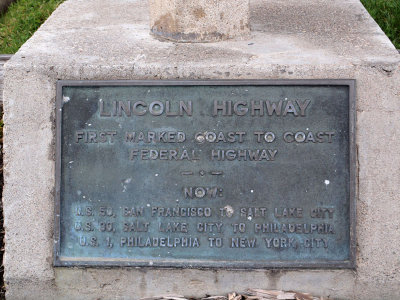 LINCOLN HIGHWAY
FIRST MARKED COAST TO COAST
FEDERAL HIGHWAY
NOW:
U.S. 50, SAN FRANCISCO TO SALT LAKE CITY
U.S. 30, SALT LAKE CITY TO PHILADELPHIA
U.S. 1, PHILADELPHIA TO NEW YORK CITY